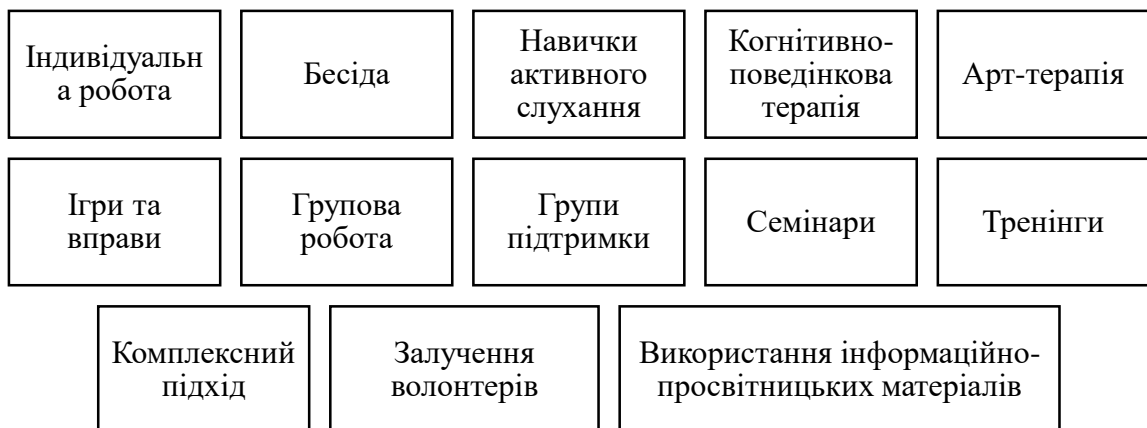 Індивідуальн
а робота
Бесіда
Навички
активного
слухання
Когнітивно-
поведінкова
терапія
Арт-терапія
Ігри та
вправи
Групова
робота
Групи
підтримки
Семінари
Тренінги
Комплексний
підхід
Залучення
волонтерів
Використання інформаційно-
просвітницьких матеріалів